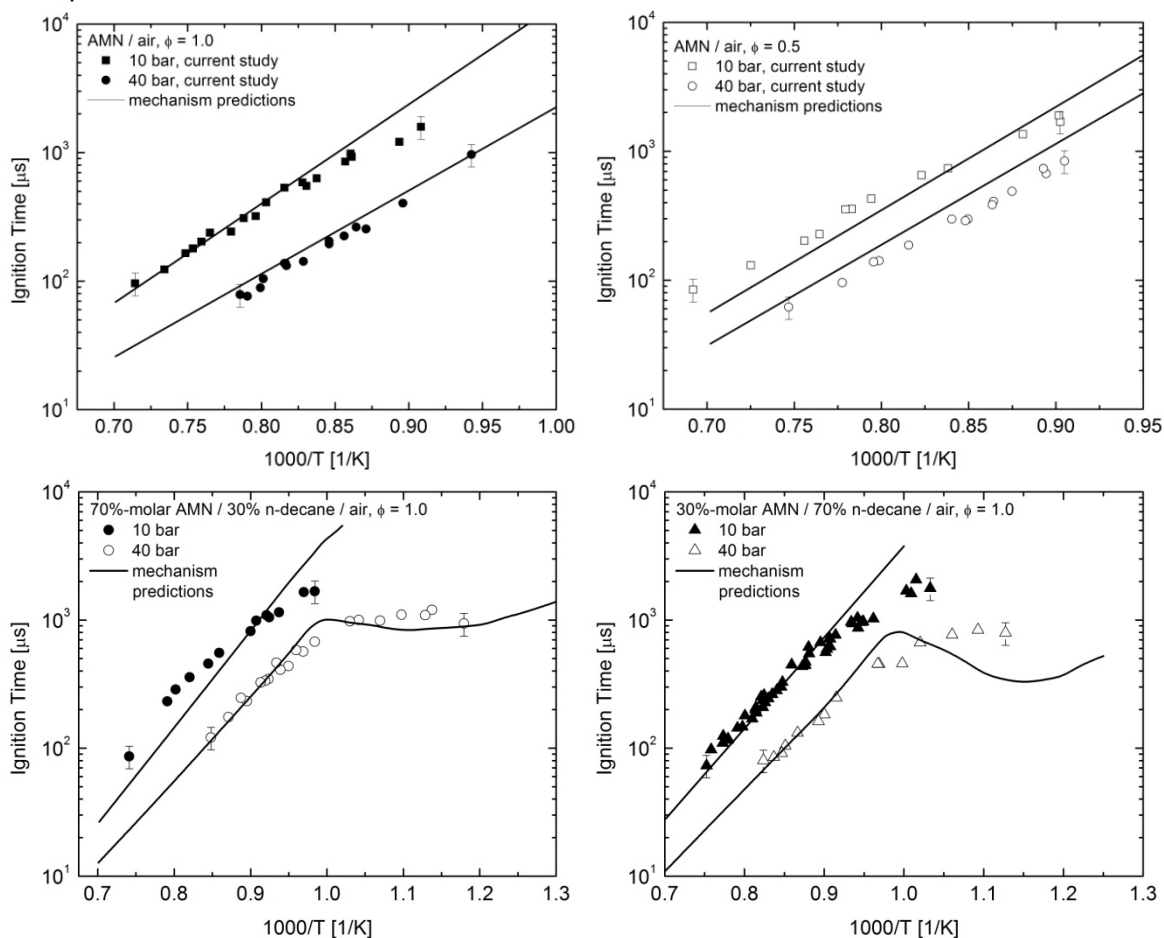 AMN / air, ϕ = 1.0
10 bar, current study
40 bar, current study
mechanism predictions
10⁴
10³
10²
10¹
Ignition Time [μs]
0.70 0.75 0.80 0.85 0.90 0.95 1.00
1000/T [1/K]
AMN / air, ϕ = 0.5
10 bar, current study
40 bar, current study
mechanism predictions
10⁴
10³
10²
10¹
Ignition Time [μs]
0.70 0.75 0.80 0.85 0.90 0.95
1000/T [1/K]
70%-molar AMN / 30% n-decane / air, ϕ = 1.0
10 bar
40 bar
mechanism
predictions
10⁴
10³
10²
10¹
Ignition Time [μs]
0.7 0.8 0.9 1.0 1.1 1.2 1.3
1000/T [1/K]
30%-molar AMN / 70% n-decane / air, ϕ = 1.0
10 bar
40 bar
mechanism
predictions
10⁴
10³
10²
10¹
Ignition Time [μs]
0.7 0.8 0.9 1.0 1.1 1.2 1.3
1000/T [1/K]